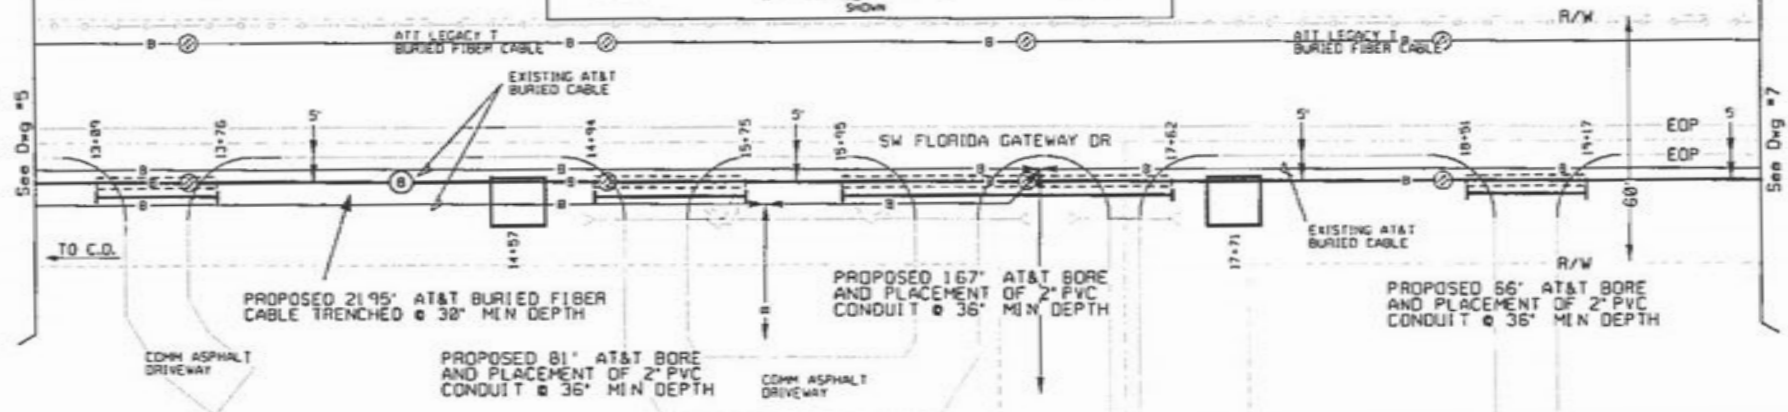 SHOWN
R/W
ATT LEGACY T
BURIED FIBER CABLE
ATT LEGACY T
BURIED FIBER CABLE
B
B
B
B
EXISTING AT&T
BURIED CABLE
See Dwg #5
See Dwg #7
13+09
13+76
5'
14+94
15+75
5'
15+95
SW FLORIDA GATEWAY DR
17+62
5'
18+51
19+17
EOP
5'
EOP
B
B
B
B
B
B
B
B
B
B
B
60'
TO C.O.
14+57
17+71
EXISTING AT&T
BURIED CABLE
R/W
PROPOSED 2195' AT&T BURIED FIBER
CABLE TRENCHED @ 30" MIN DEPTH
PROPOSED 167' AT&T BORE
AND PLACEMENT OF 2" PVC
CONDUIT @ 36" MIN DEPTH
PROPOSED 66' AT&T BORE
AND PLACEMENT OF 2" PVC
CONDUIT @ 36" MIN DEPTH
B
COMM ASPHALT
DRIVEWAY
PROPOSED 81' AT&T BORE
AND PLACEMENT OF 2" PVC
CONDUIT @ 36" MIN DEPTH
COMM ASPHALT
DRIVEWAY